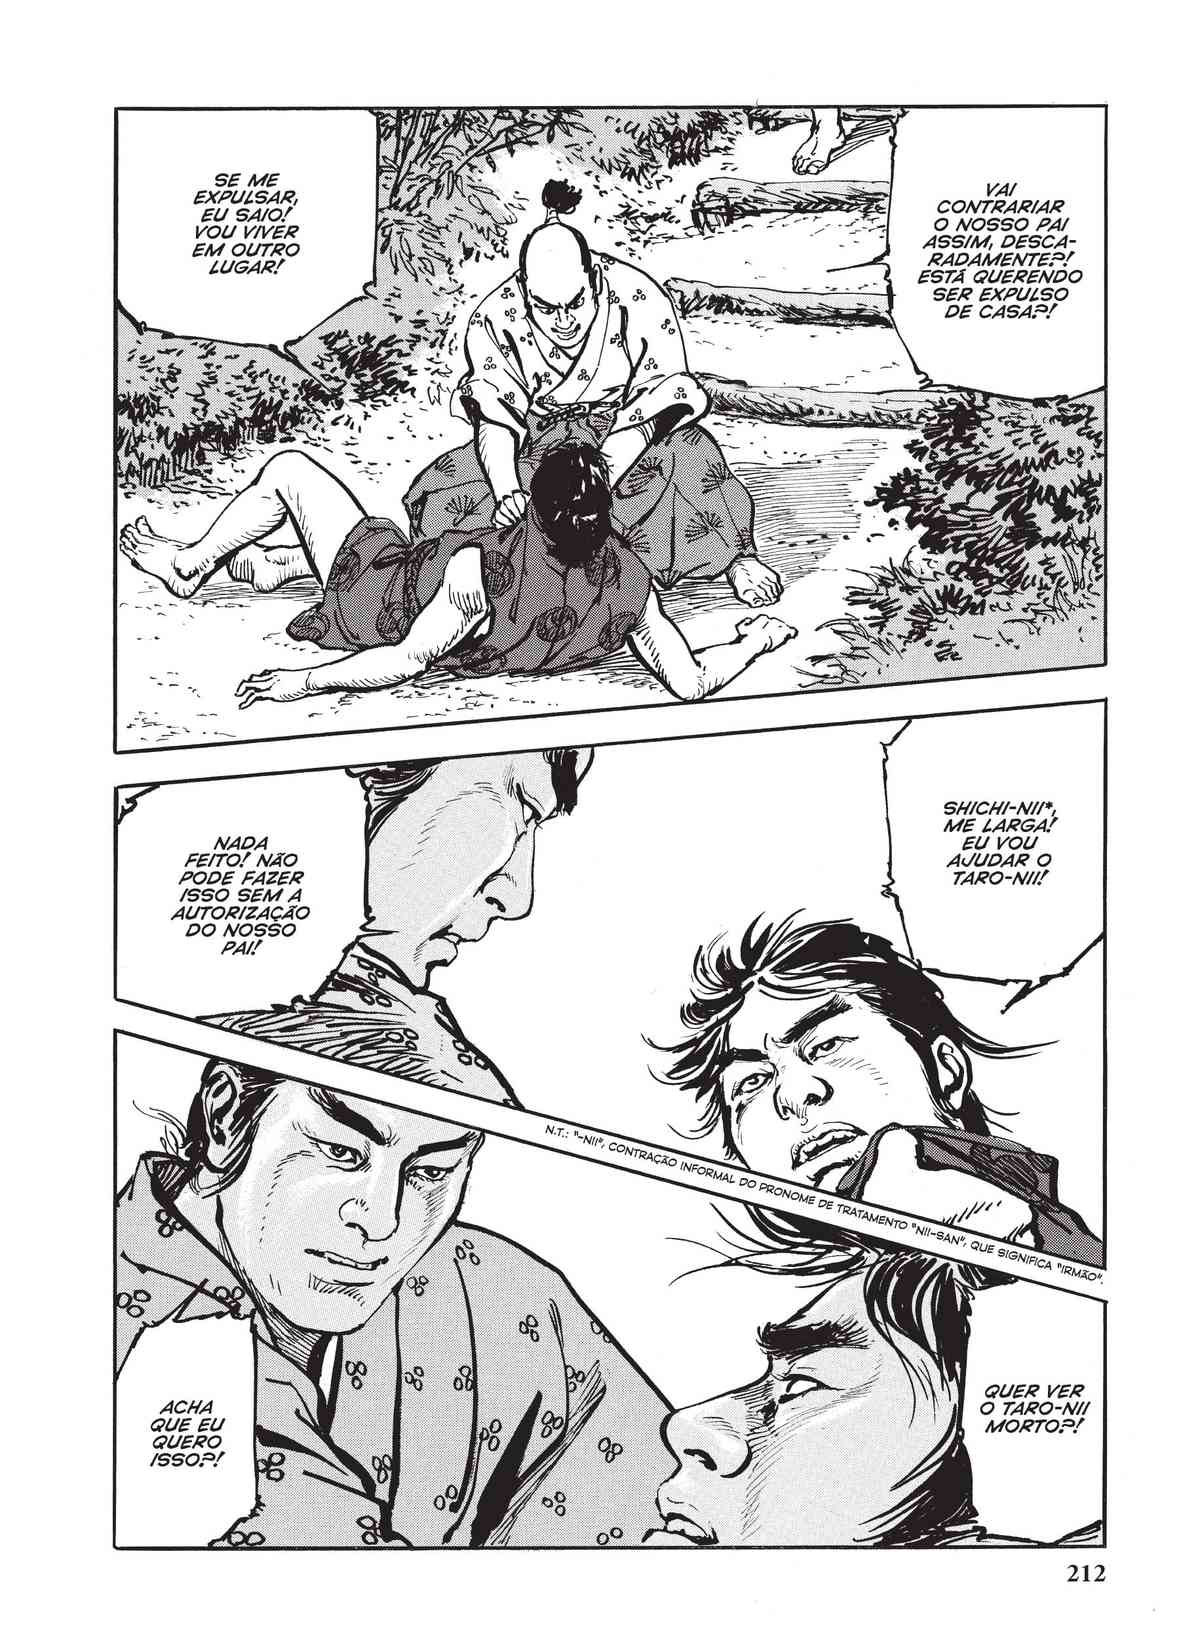 VAI
CONTRARIAR
O NOSSO PAI
ASSIM, DESCA-
RADAMENTE?!
ESTÁ QUERENDO
SER EXPULSO
DE CASA?!
SE ME
EXPULSAR,
EU SAIO!
VOU VIVER
EM OUTRO
LUGAR!
SHICHI-NII*,
ME LARGA!
EU VOU
AJUDAR O
TARO-NII!
NADA
FEITO! NÃO
PODE FAZER
ISSO SEM A
AUTORIZAÇÃO
DO NOSSO
PAI!
N.T.: "-NII", CONTRAÇÃO INFORMAL DO PRONOME DE TRATAMENTO "NII-SAN", QUE SIGNIFICA "IRMÃO".
QUER VER
O TARO-NII
MORTO?!
ACHA
QUE EU
QUERO
ISSO?!
212